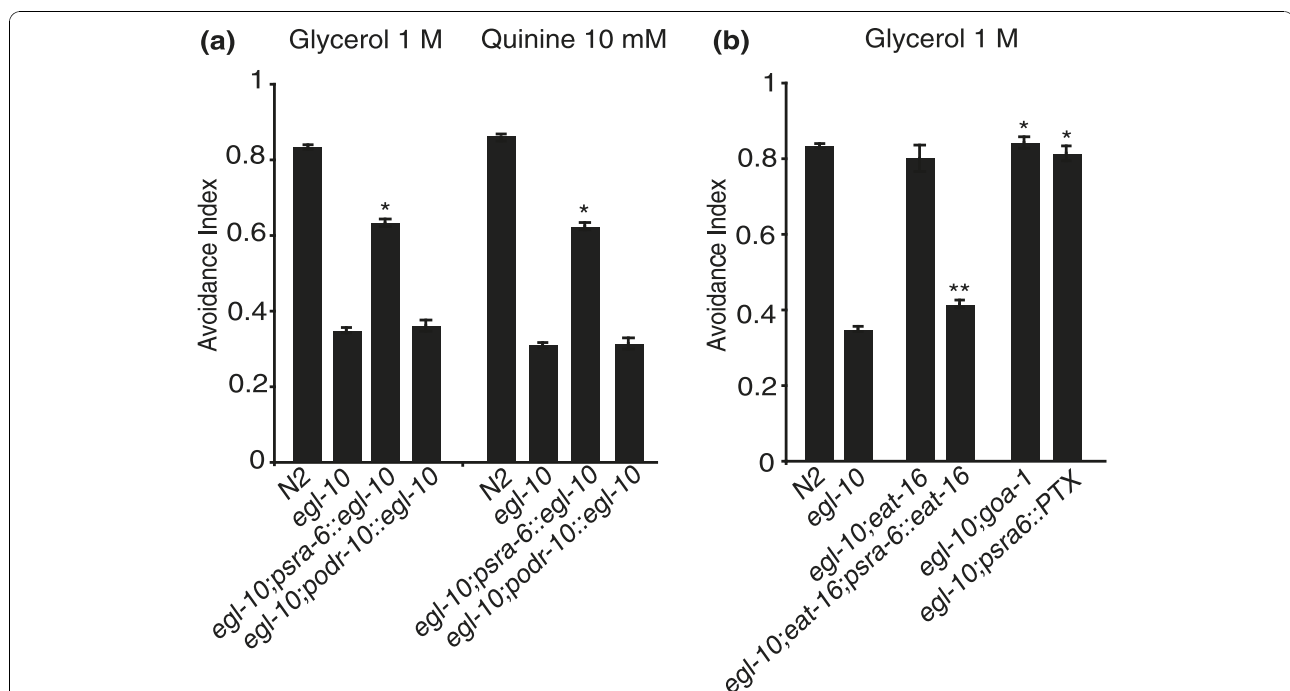 (a) Glycerol 1 M Quinine 10 mM
Avoidance Index
1
0.8
0.6
0.4
0.2
0
*
*
N2
egl-10
egl-10;psra-6::egl-10
egl-10;podr-10::egl-10
N2
egl-10
egl-10;psra-6::egl-10
egl-10;podr-10::egl-10
(b) Glycerol 1 M
Avoidance Index
1
0.8
0.6
0.4
0.2
0
**
*
*
N2
egl-10
egl-10;eat-16
egl-10;eat-16;psra-6::eat-16
egl-10;goa-1
egl-10;psra6::PTX